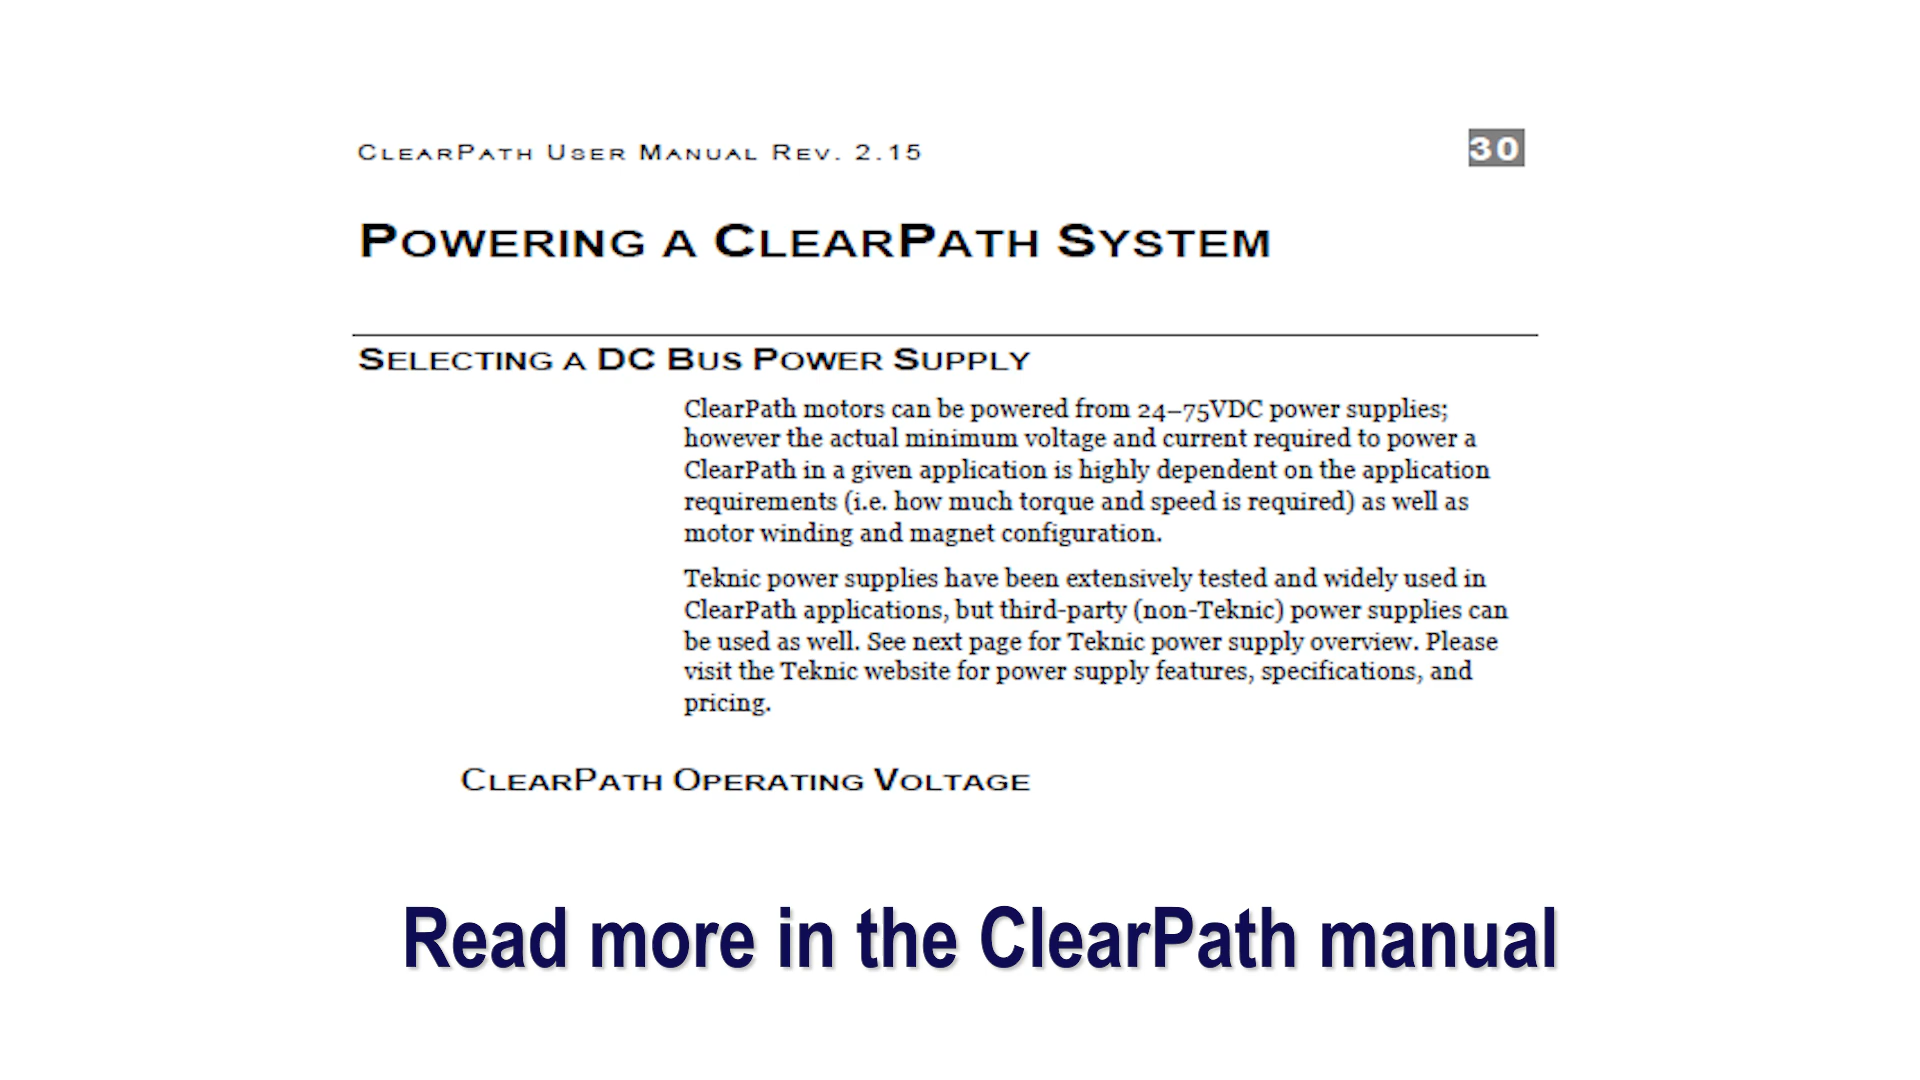 ClearPath User Manual Rev. 2.15 30
Powering a ClearPath System
Selecting a DC Bus Power Supply
ClearPath motors can be powered from 24–75VDC power supplies;
however the actual minimum voltage and current required to power a
ClearPath in a given application is highly dependent on the application
requirements (i.e. how much torque and speed is required) as well as
motor winding and magnet configuration.
Teknic power supplies have been extensively tested and widely used in
ClearPath applications, but third-party (non-Teknic) power supplies can
be used as well. See next page for Teknic power supply overview. Please
visit the Teknic website for power supply features, specifications, and
pricing.
ClearPath Operating Voltage
Read more in the ClearPath manual